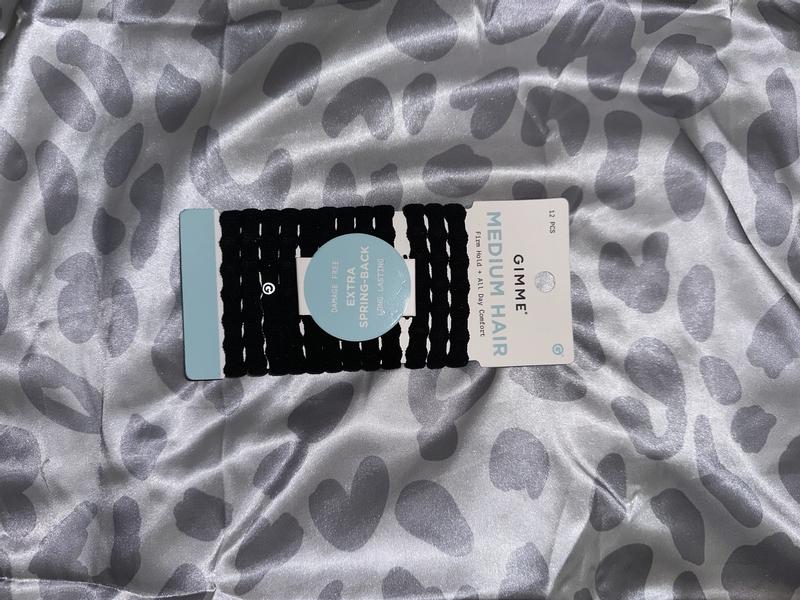 12 PCS
GIMME®
MEDIUM HAIR
Firm Hold + All Day Comfort
DAMAGE FREE
EXTRA
SPRING-BACK
LONG LASTING
G
G